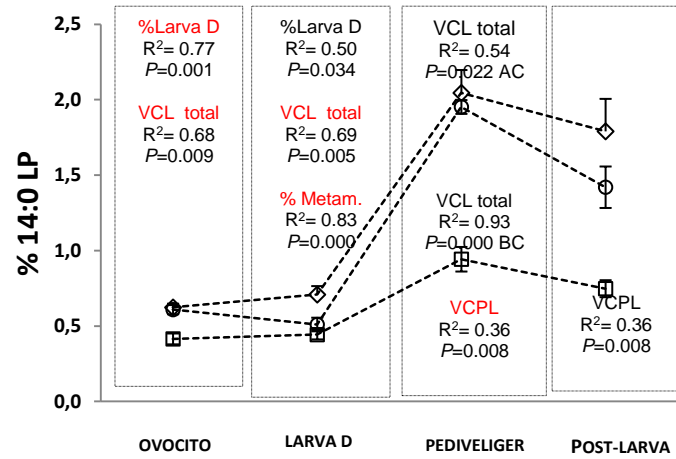 % 14:0 LP
2,5
2,0
1,5
1,0
0,5
0,0
%Larva D
R²= 0.77
P=0.001
VCL total
R²= 0.68
P=0.009
%Larva D
R²= 0.50
P=0.034
VCL total
R²= 0.69
P=0.005
% Metam.
R²= 0.83
P=0.000
VCL total
R²= 0.54
P=0.022 AC
VCL total
R²= 0.93
P=0.000 BC
VCPL
R²= 0.36
P=0.008
VCPL
R²= 0.36
P=0.008
OVOCITO
LARVA D
PEDIVELIGER
POST-LARVA